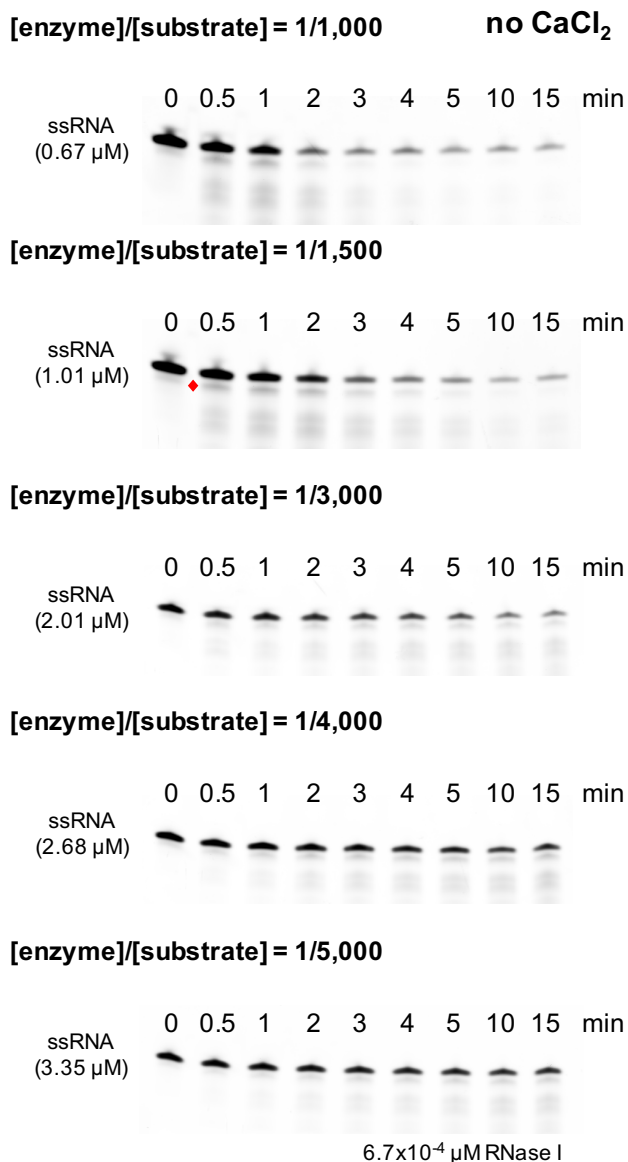 [enzyme]/[substrate] = 1/1,000 no CaCl₂
0 0.5 1 2 3 4 5 10 15 min
ssRNA
(0.67 µM)
[enzyme]/[substrate] = 1/1,500
0 0.5 1 2 3 4 5 10 15 min
ssRNA
(1.01 µM)
[enzyme]/[substrate] = 1/3,000
0 0.5 1 2 3 4 5 10 15 min
ssRNA
(2.01 µM)
[enzyme]/[substrate] = 1/4,000
0 0.5 1 2 3 4 5 10 15 min
ssRNA
(2.68 µM)
[enzyme]/[substrate] = 1/5,000
0 0.5 1 2 3 4 5 10 15 min
ssRNA
(3.35 µM)
6.7x10⁻⁴ µM RNase I